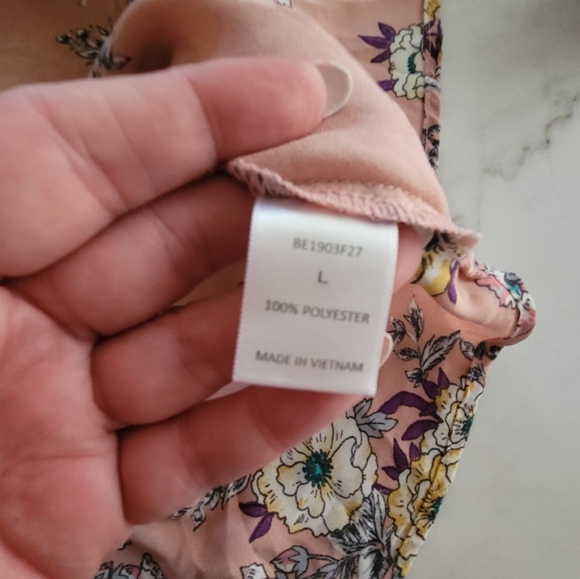 BE1903F27
L
100% POLYESTER
MADE IN VIETNAM